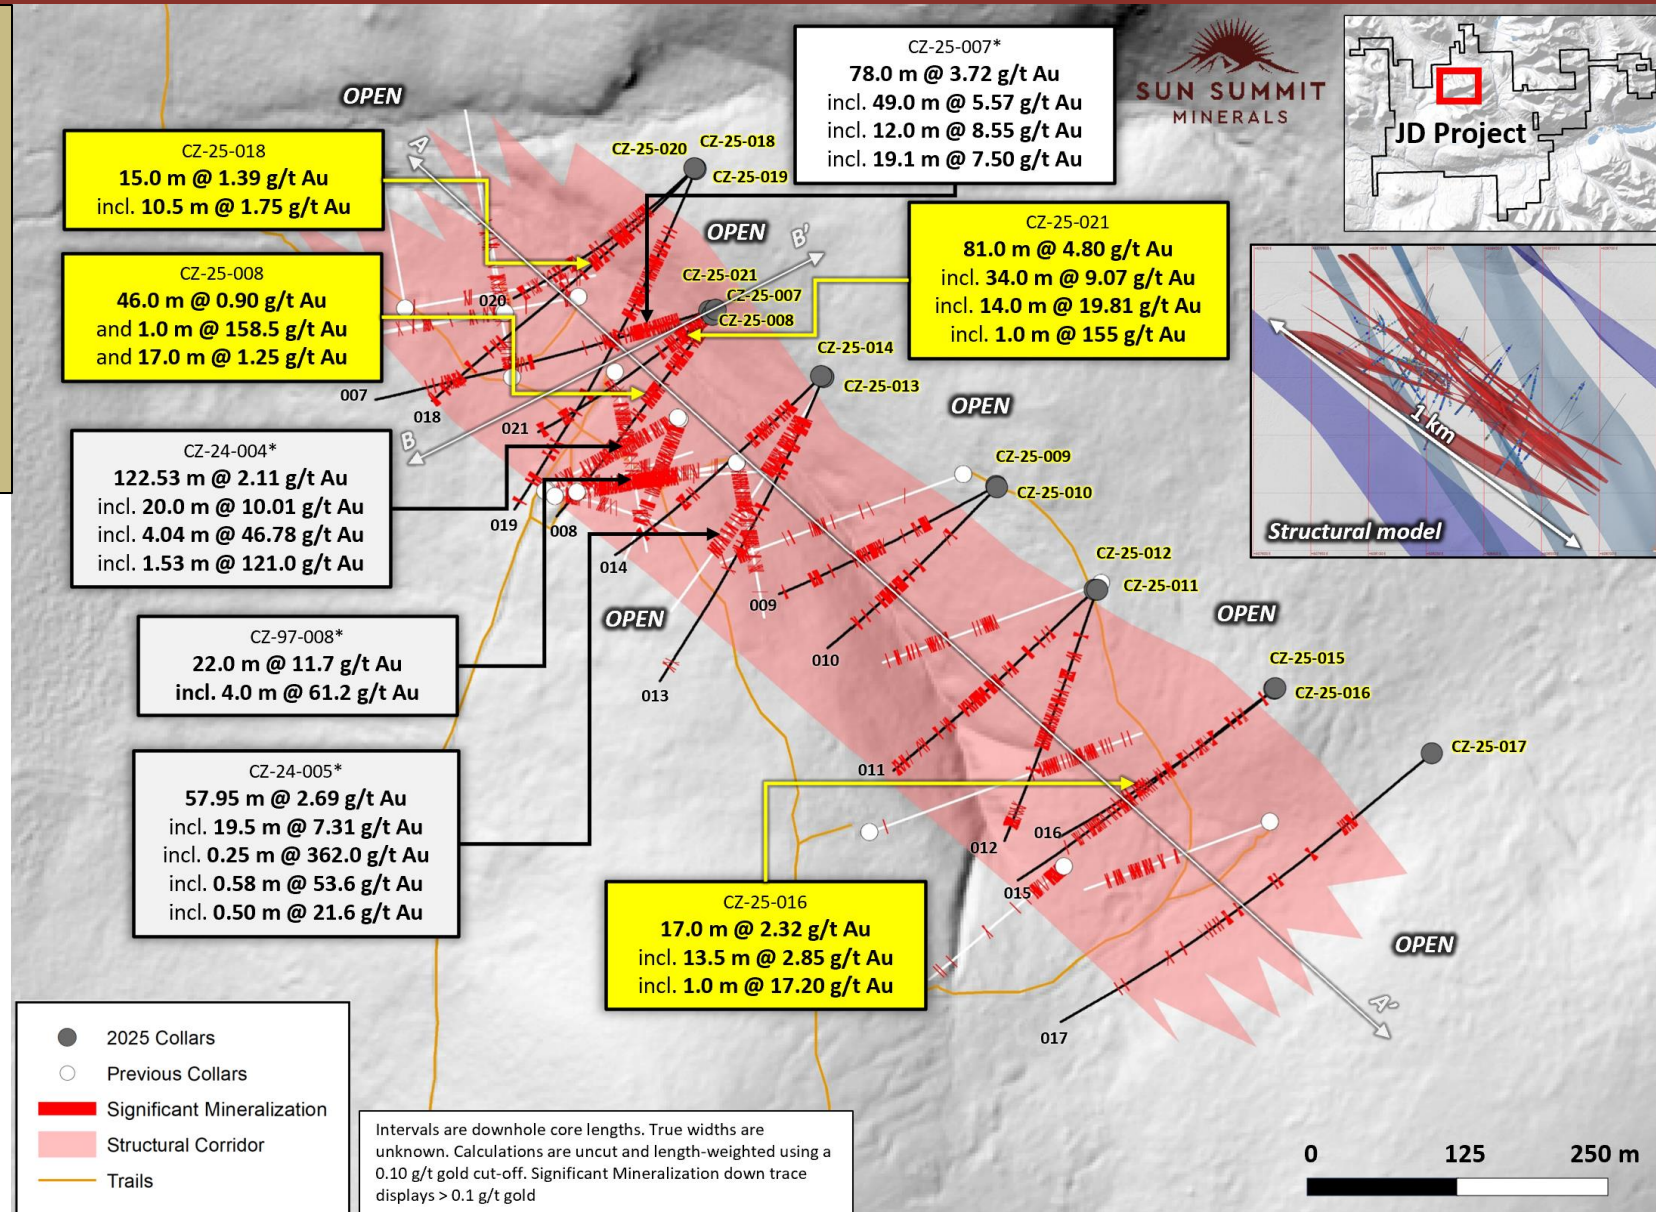 OPEN
CZ-25-007*
78.0 m @ 3.72 g/t Au
incl. 49.0 m @ 5.57 g/t Au
incl. 12.0 m @ 8.55 g/t Au
incl. 19.1 m @ 7.50 g/t Au
SUN SUMMIT
MINERALS
JD Project
CZ-25-018
15.0 m @ 1.39 g/t Au
incl. 10.5 m @ 1.75 g/t Au
A
CZ-25-020
CZ-25-018
CZ-25-019
OPEN
B'
CZ-25-021
81.0 m @ 4.80 g/t Au
incl. 34.0 m @ 9.07 g/t Au
incl. 14.0 m @ 19.81 g/t Au
incl. 1.0 m @ 155 g/t Au
CZ-25-008
46.0 m @ 0.90 g/t Au
and 1.0 m @ 158.5 g/t Au
and 17.0 m @ 1.25 g/t Au
020
CZ-25-021
CZ-25-007
CZ-25-008
CZ-25-014
CZ-25-013
007
018
021
B
OPEN
1 km
Structural model
CZ-24-004*
122.53 m @ 2.11 g/t Au
incl. 20.0 m @ 10.01 g/t Au
incl. 4.04 m @ 46.78 g/t Au
incl. 1.53 m @ 121.0 g/t Au
CZ-25-009
CZ-25-010
019
008
014
009
OPEN
CZ-25-012
CZ-25-011
OPEN
CZ-97-008*
22.0 m @ 11.7 g/t Au
incl. 4.0 m @ 61.2 g/t Au
010
013
CZ-25-015
CZ-25-016
CZ-25-017
CZ-24-005*
57.95 m @ 2.69 g/t Au
incl. 19.5 m @ 7.31 g/t Au
incl. 0.25 m @ 362.0 g/t Au
incl. 0.58 m @ 53.6 g/t Au
incl. 0.50 m @ 21.6 g/t Au
011
016
012
015
CZ-25-016
17.0 m @ 2.32 g/t Au
incl. 13.5 m @ 2.85 g/t Au
incl. 1.0 m @ 17.20 g/t Au
OPEN
A'
017
2025 Collars
Previous Collars
Significant Mineralization
Structural Corridor
Trails
Intervals are downhole core lengths. True widths are
unknown. Calculations are uncut and length-weighted using a
0.10 g/t gold cut-off. Significant Mineralization down trace
displays > 0.1 g/t gold
0 125 250 m